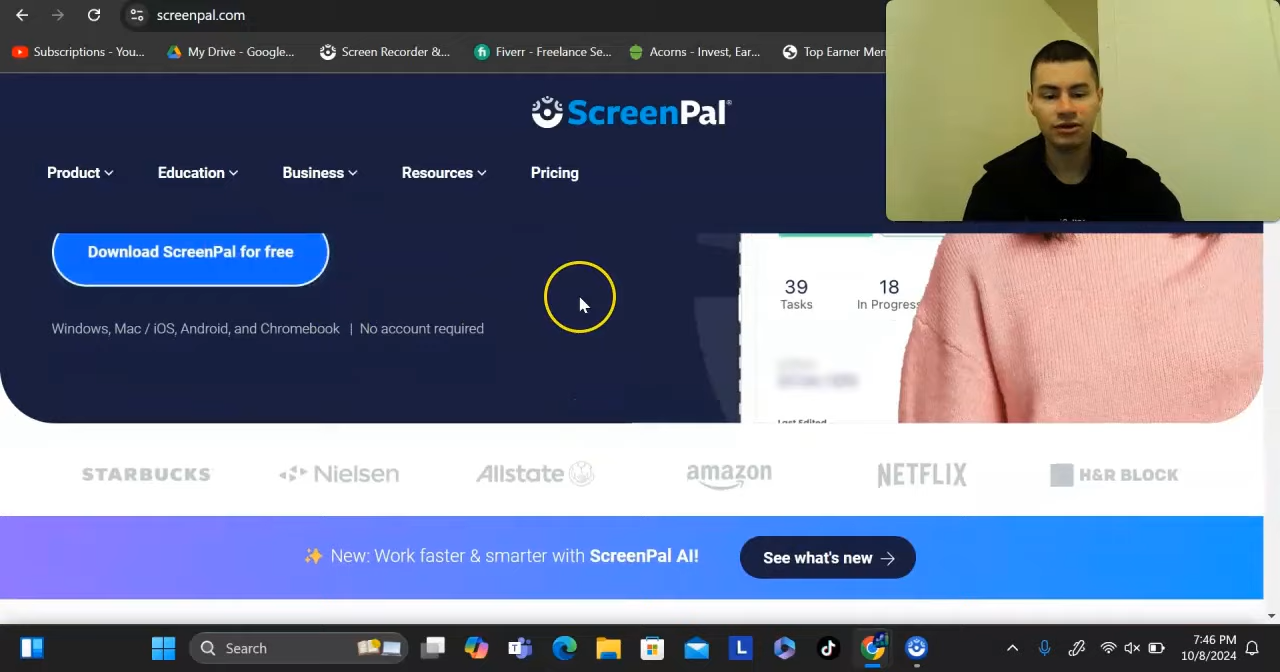 screenpal.com
Subscriptions - You...
My Drive - Google...
Screen Recorder &...
Fiverr - Freelance Se...
Acorns - Invest, Ear...
Top Earner Men
ScreenPal®
Product
Education
Business
Resources
Pricing
Download ScreenPal for free
Windows, Mac / iOS, Android, and Chromebook | No account required
39
Tasks
18
In Progress
Last Edited
STARBUCKS
Nielsen
Allstate
amazon
NETFLIX
H&R BLOCK
✨ New: Work faster & smarter with ScreenPal AI!
See what's new →
Search
7:46 PM
10/8/2024